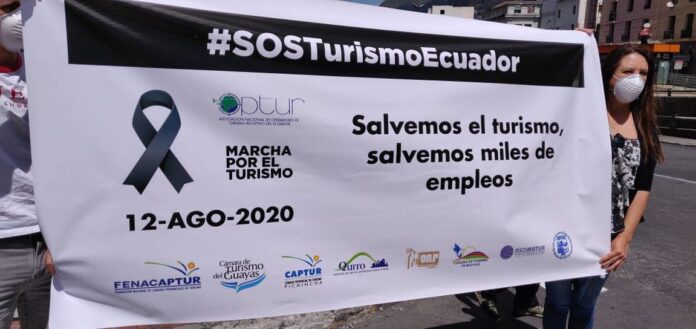 #SOSTurismoEcuador
optur
ASOCIACIÓN NACIONAL DE OPERADORES DE
TURISMO RECEPTIVO DEL ECUADOR
MARCHA
POR EL
TURISMO
12-AGO-2020
Salvemos el turismo,
salvemos miles de
empleos
FENACAPTUR
Cámara de
Turismo del
Guayas
CAPTUR
PICHINCHA
QUITO
ORP
ASOMATUR